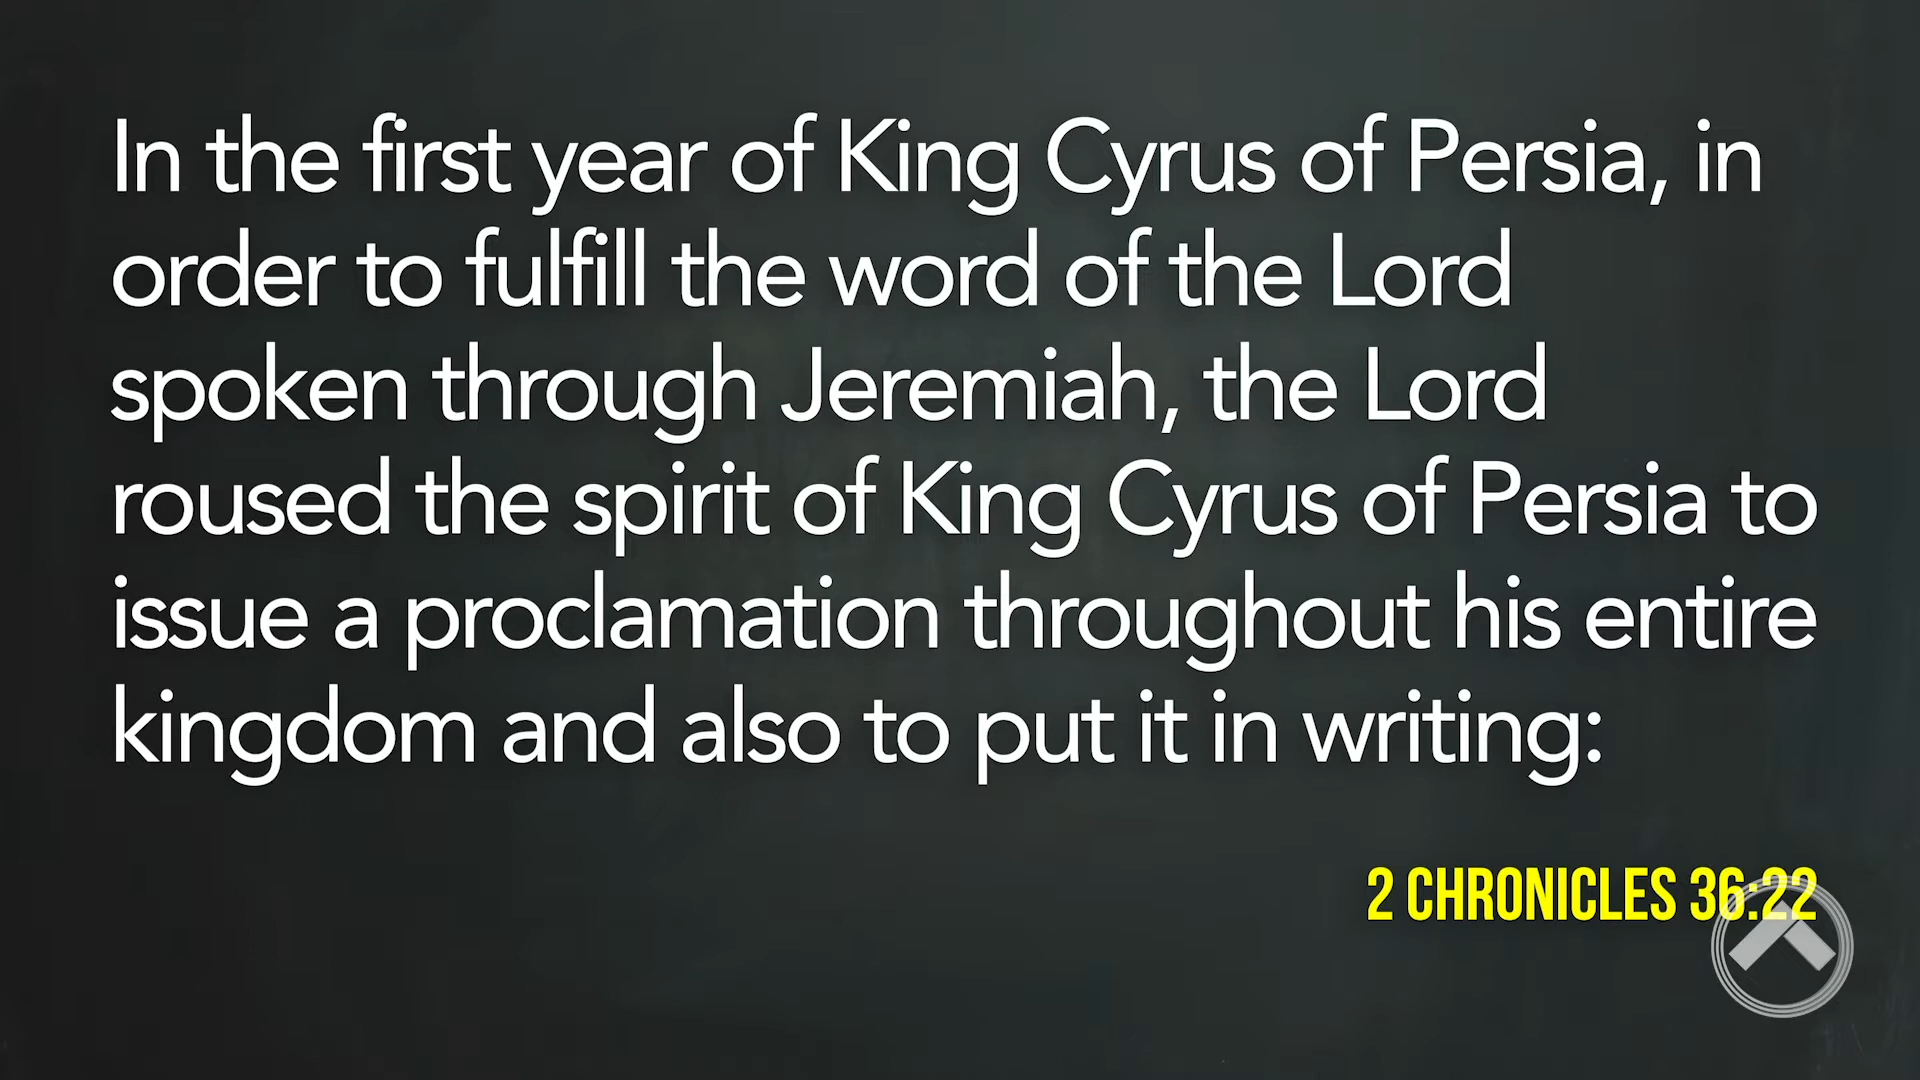 In the first year of King Cyrus of Persia, in
order to fulfill the word of the Lord
spoken through Jeremiah, the Lord
roused the spirit of King Cyrus of Persia to
issue a proclamation throughout his entire
kingdom and also to put it in writing:
2 CHRONICLES 36:22